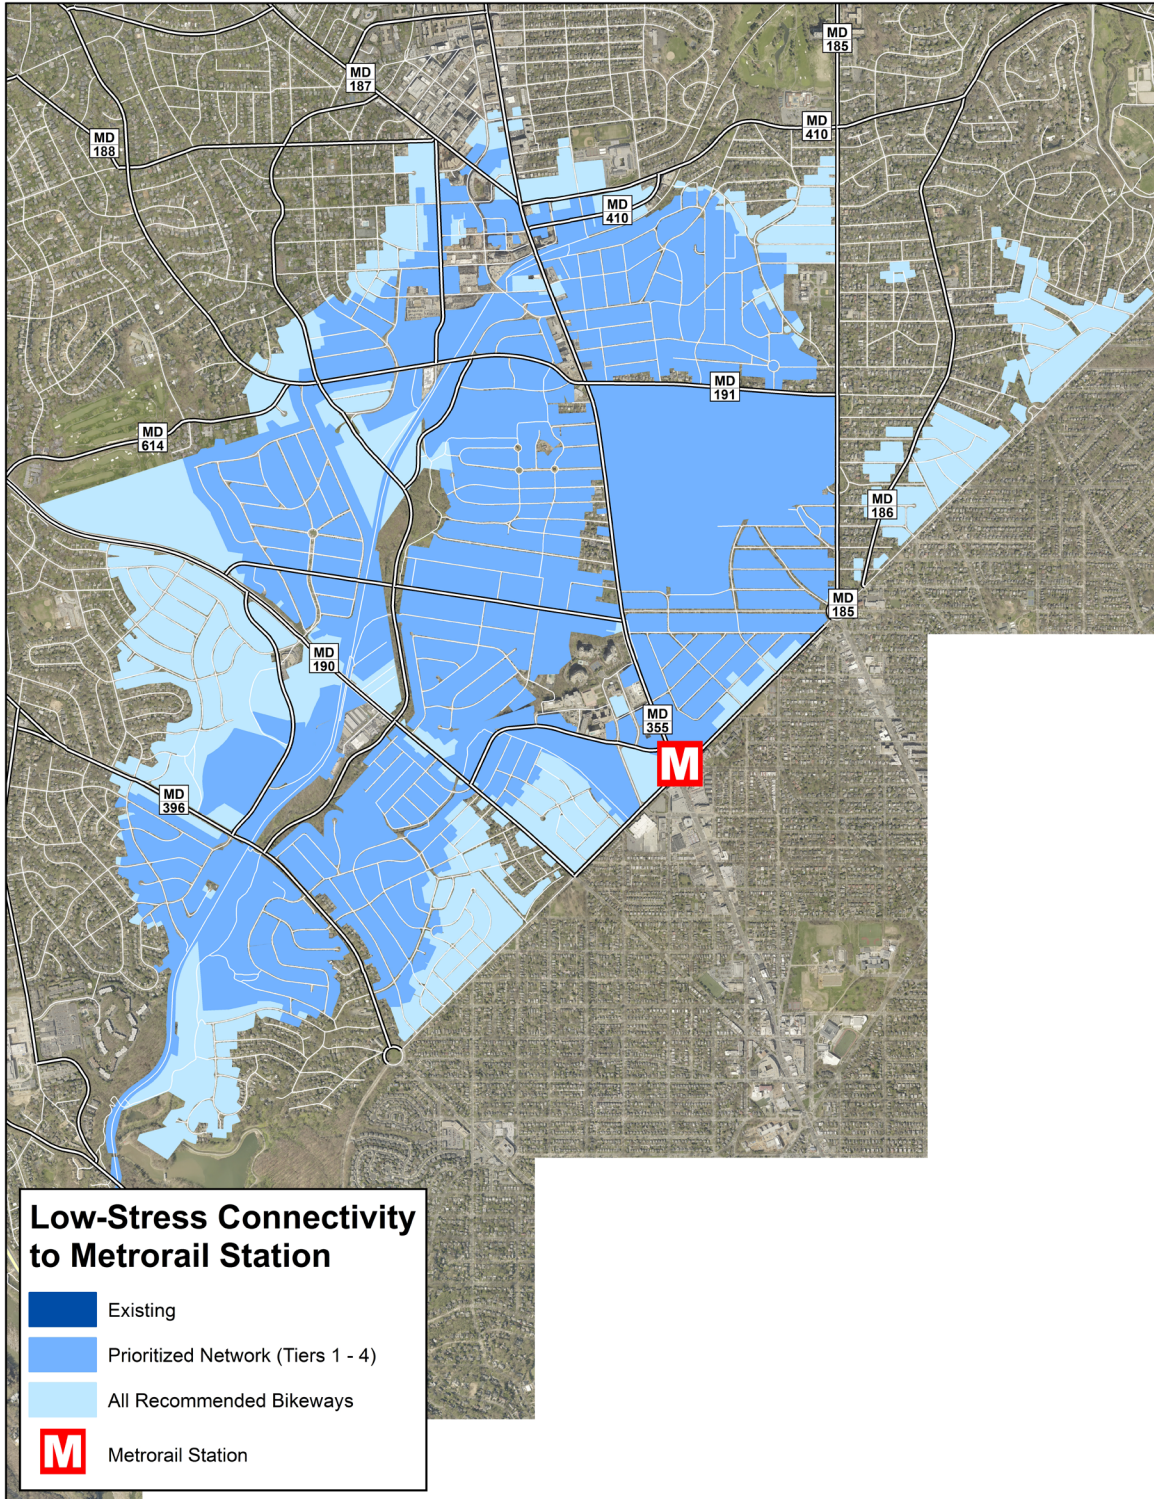 MD
185
MD
187
MD
410
MD
188
MD
410
MD
191
MD
614
MD
186
MD
185
MD
190
MD
355
M
MD
396
Low-Stress Connectivity
to Metrorail Station
Existing
Prioritized Network (Tiers 1 - 4)
All Recommended Bikeways
M Metrorail Station